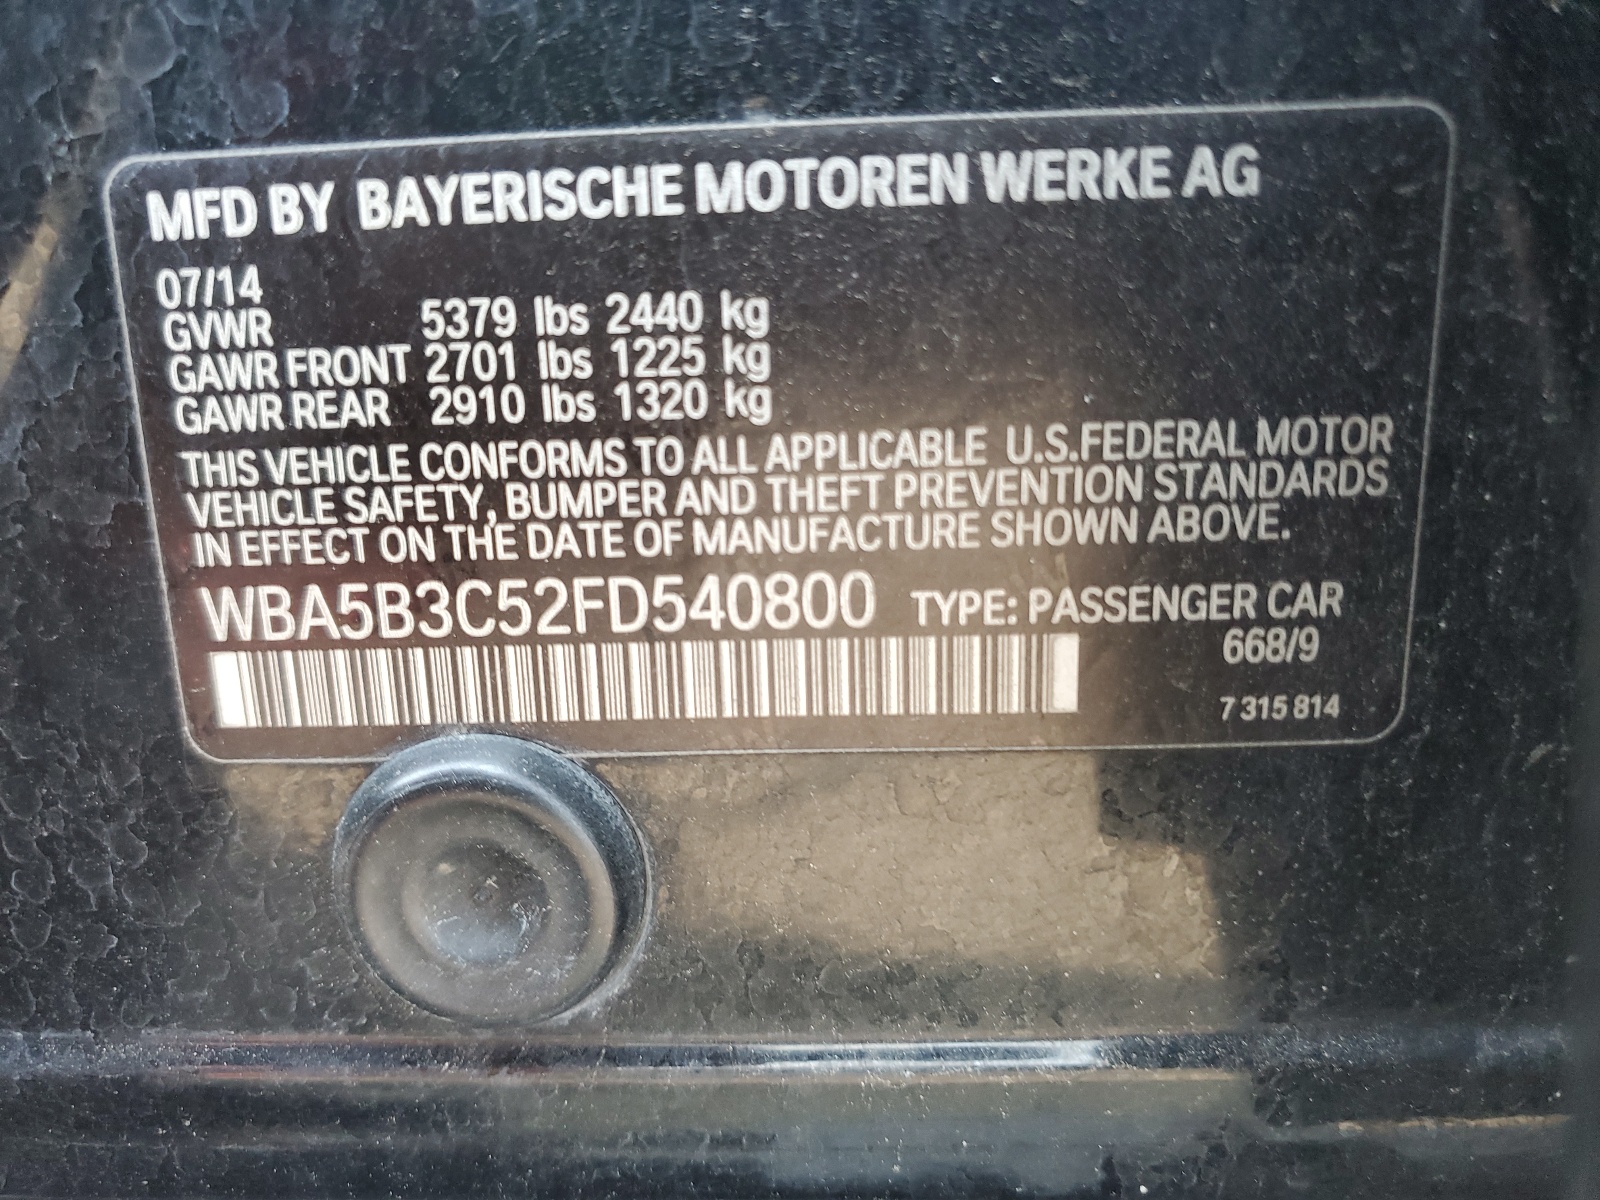 MFD BY BAYERISCHE MOTOREN WERKE AG
07/14
GVWR 5379 lbs 2440 kg
GAWR FRONT 2701 lbs 1225 kg
GAWR REAR 2910 lbs 1320 kg
THIS VEHICLE CONFORMS TO ALL APPLICABLE U.S.FEDERAL MOTOR
VEHICLE SAFETY, BUMPER AND THEFT PREVENTION STANDARDS
IN EFFECT ON THE DATE OF MANUFACTURE SHOWN ABOVE.
WBA5B3C52FD540800 TYPE: PASSENGER CAR
668/9
7 315 814